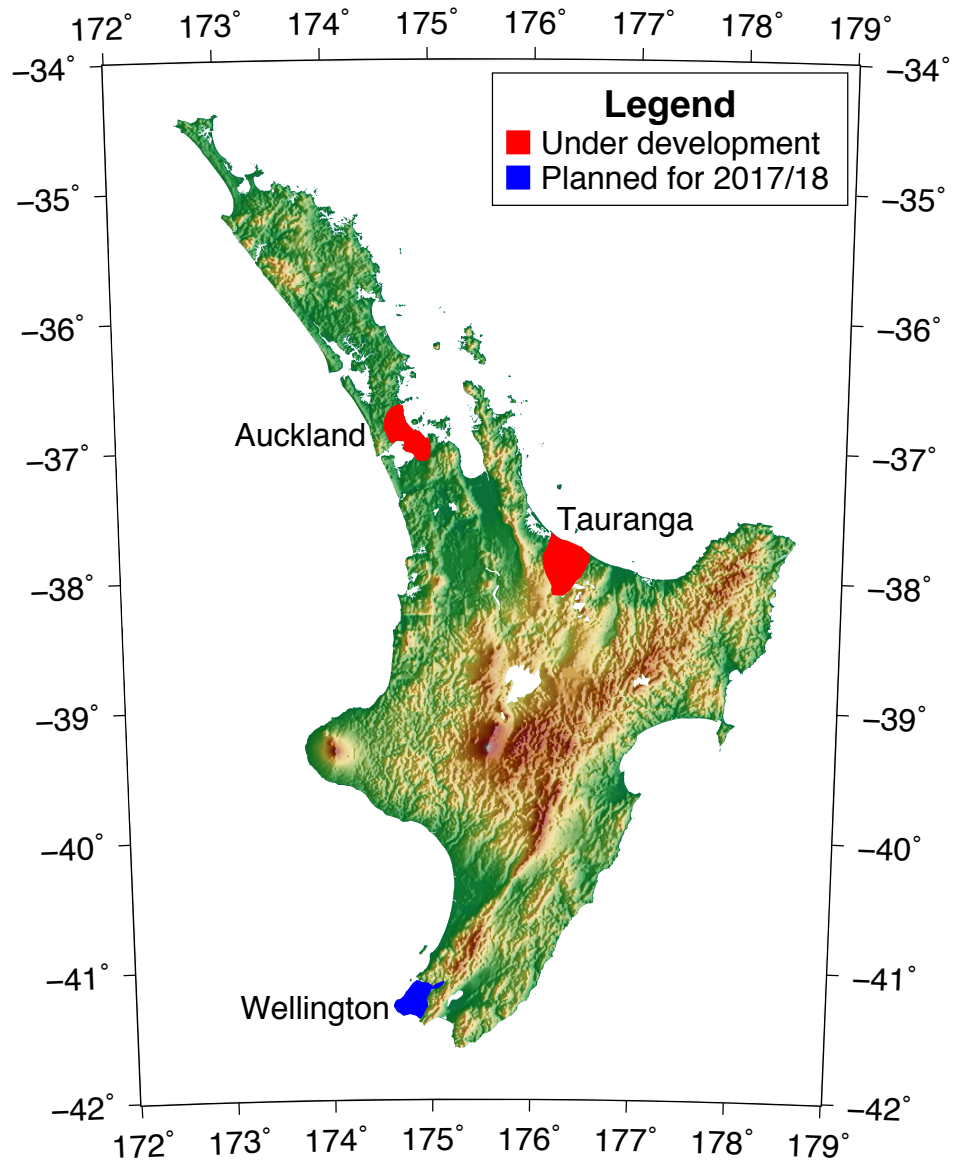 172˚ 173˚ 174˚ 175˚ 176˚ 177˚ 178˚ 179˚
−34˚ −34˚
Legend
Under development
Planned for 2017/18
−35˚ −35˚
−36˚ −36˚
Auckland
−37˚ −37˚
Tauranga
−38˚ −38˚
−39˚ −39˚
−40˚ −40˚
−41˚ −41˚
Wellington
−42˚ −42˚
172˚ 173˚ 174˚ 175˚ 176˚ 177˚ 178˚ 179˚